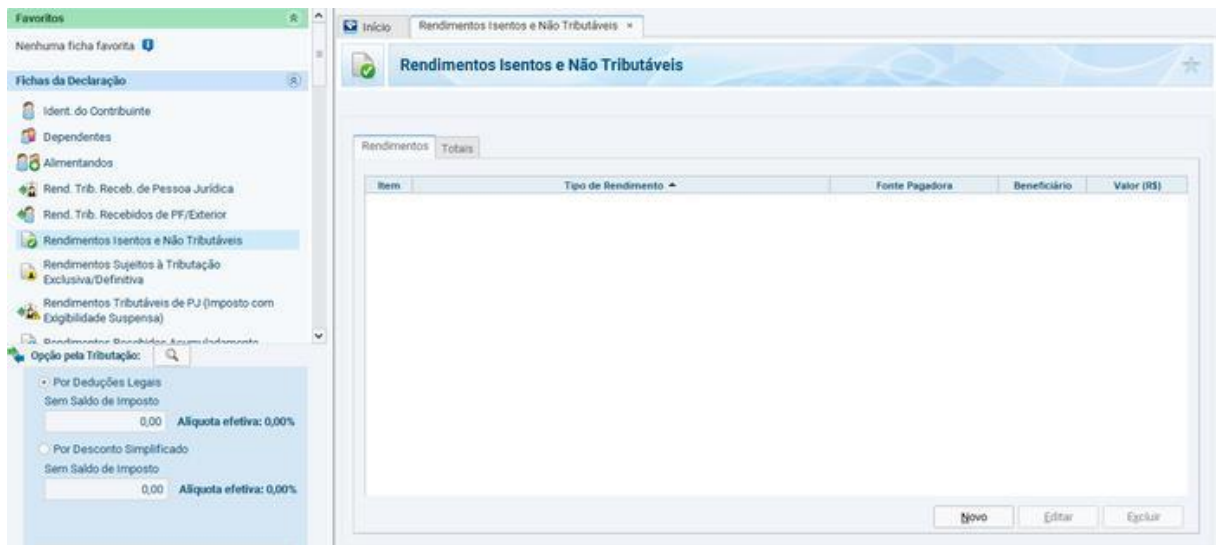 Favoritos
Nenhuma ficha favorita
Fichas da Declaração
Ident. do Contribuinte
Dependentes
Alimentandos
Rend. Trib. Receb. de Pessoa Jurídica
Rend. Trib. Recebidos de PF/Exterior
Rendimentos Isentos e Não Tributáveis
Rendimentos Sujeitos à Tributação
Exclusiva/Definitiva
Rendimentos Tributáveis de PJ (Imposto com
Exigibilidade Suspensa)
Rendimentos Recebidos Acumuladamente
Opção pela Tributação:
Por Deduções Legais
Sem Saldo de Imposto
0,00 Alíquota efetiva: 0,00%
Por Desconto Simplificado
Sem Saldo de Imposto
0,00 Alíquota efetiva: 0,00%
Início Rendimentos Isentos e Não Tributáveis ×
Rendimentos Isentos e Não Tributáveis
Rendimentos Totais
Item Tipo de Rendimento Fonte Pagadora Beneficiário Valor (R$)
Novo Editar Excluir